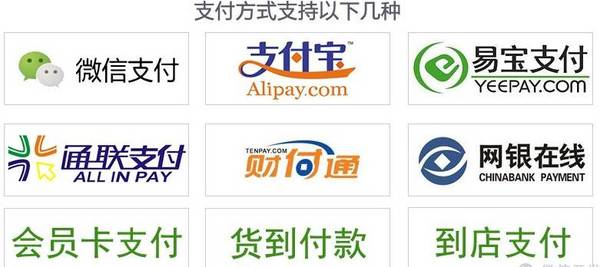 支付方式支持以下几种
微信支付
支付宝™
Alipay.com
易宝支付
YEEPAY.COM
通联支付
ALL IN PAY
TENPAY.COM
财付通
网银在线
CHINABANK PAYMENT
会员卡支付
货到付款
到店支付